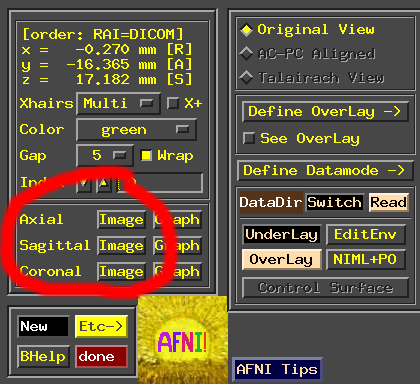 [order: RAI=DICOM]
x = -0.270 mm [R]
y = -16.365 mm [A]
z = 17.182 mm [S]
Xhairs Multi X+
Color green
Gap 5 Wrap
Axial Image Graph
Sagittal Image Graph
Coronal Image Graph
New Etc->
BHelp done
AFNI!
Original View
AC-PC Aligned
Talairach View
Define OverLay ->
See OverLay
Define Datamode ->
DataDir Switch Read
UnderLay EditEnv
OverLay NIML+PO
Control Surface
AFNI Tips